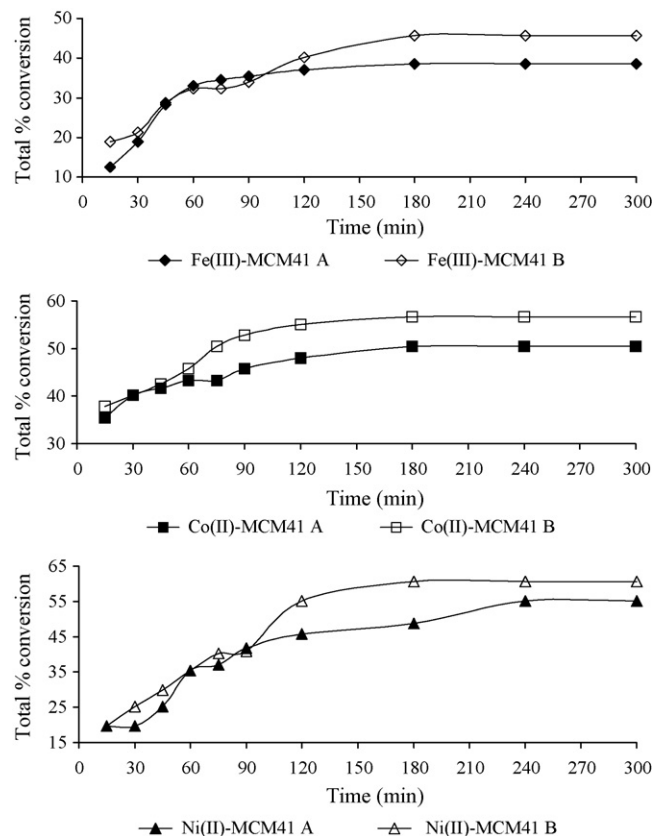 Total % conversion
50
40
30
20
10
0 30 60 90 120 150 180 210 240 270 300
Time (min)
Fe(III)-MCM41 A Fe(III)-MCM41 B
Total % conversion
60
50
40
30
0 30 60 90 120 150 180 210 240 270 300
Time (min)
Co(II)-MCM41 A Co(II)-MCM41 B
Total % conversion
65
55
45
35
25
15
0 30 60 90 120 150 180 210 240 270 300
Time (min)
Ni(II)-MCM41 A Ni(II)-MCM41 B